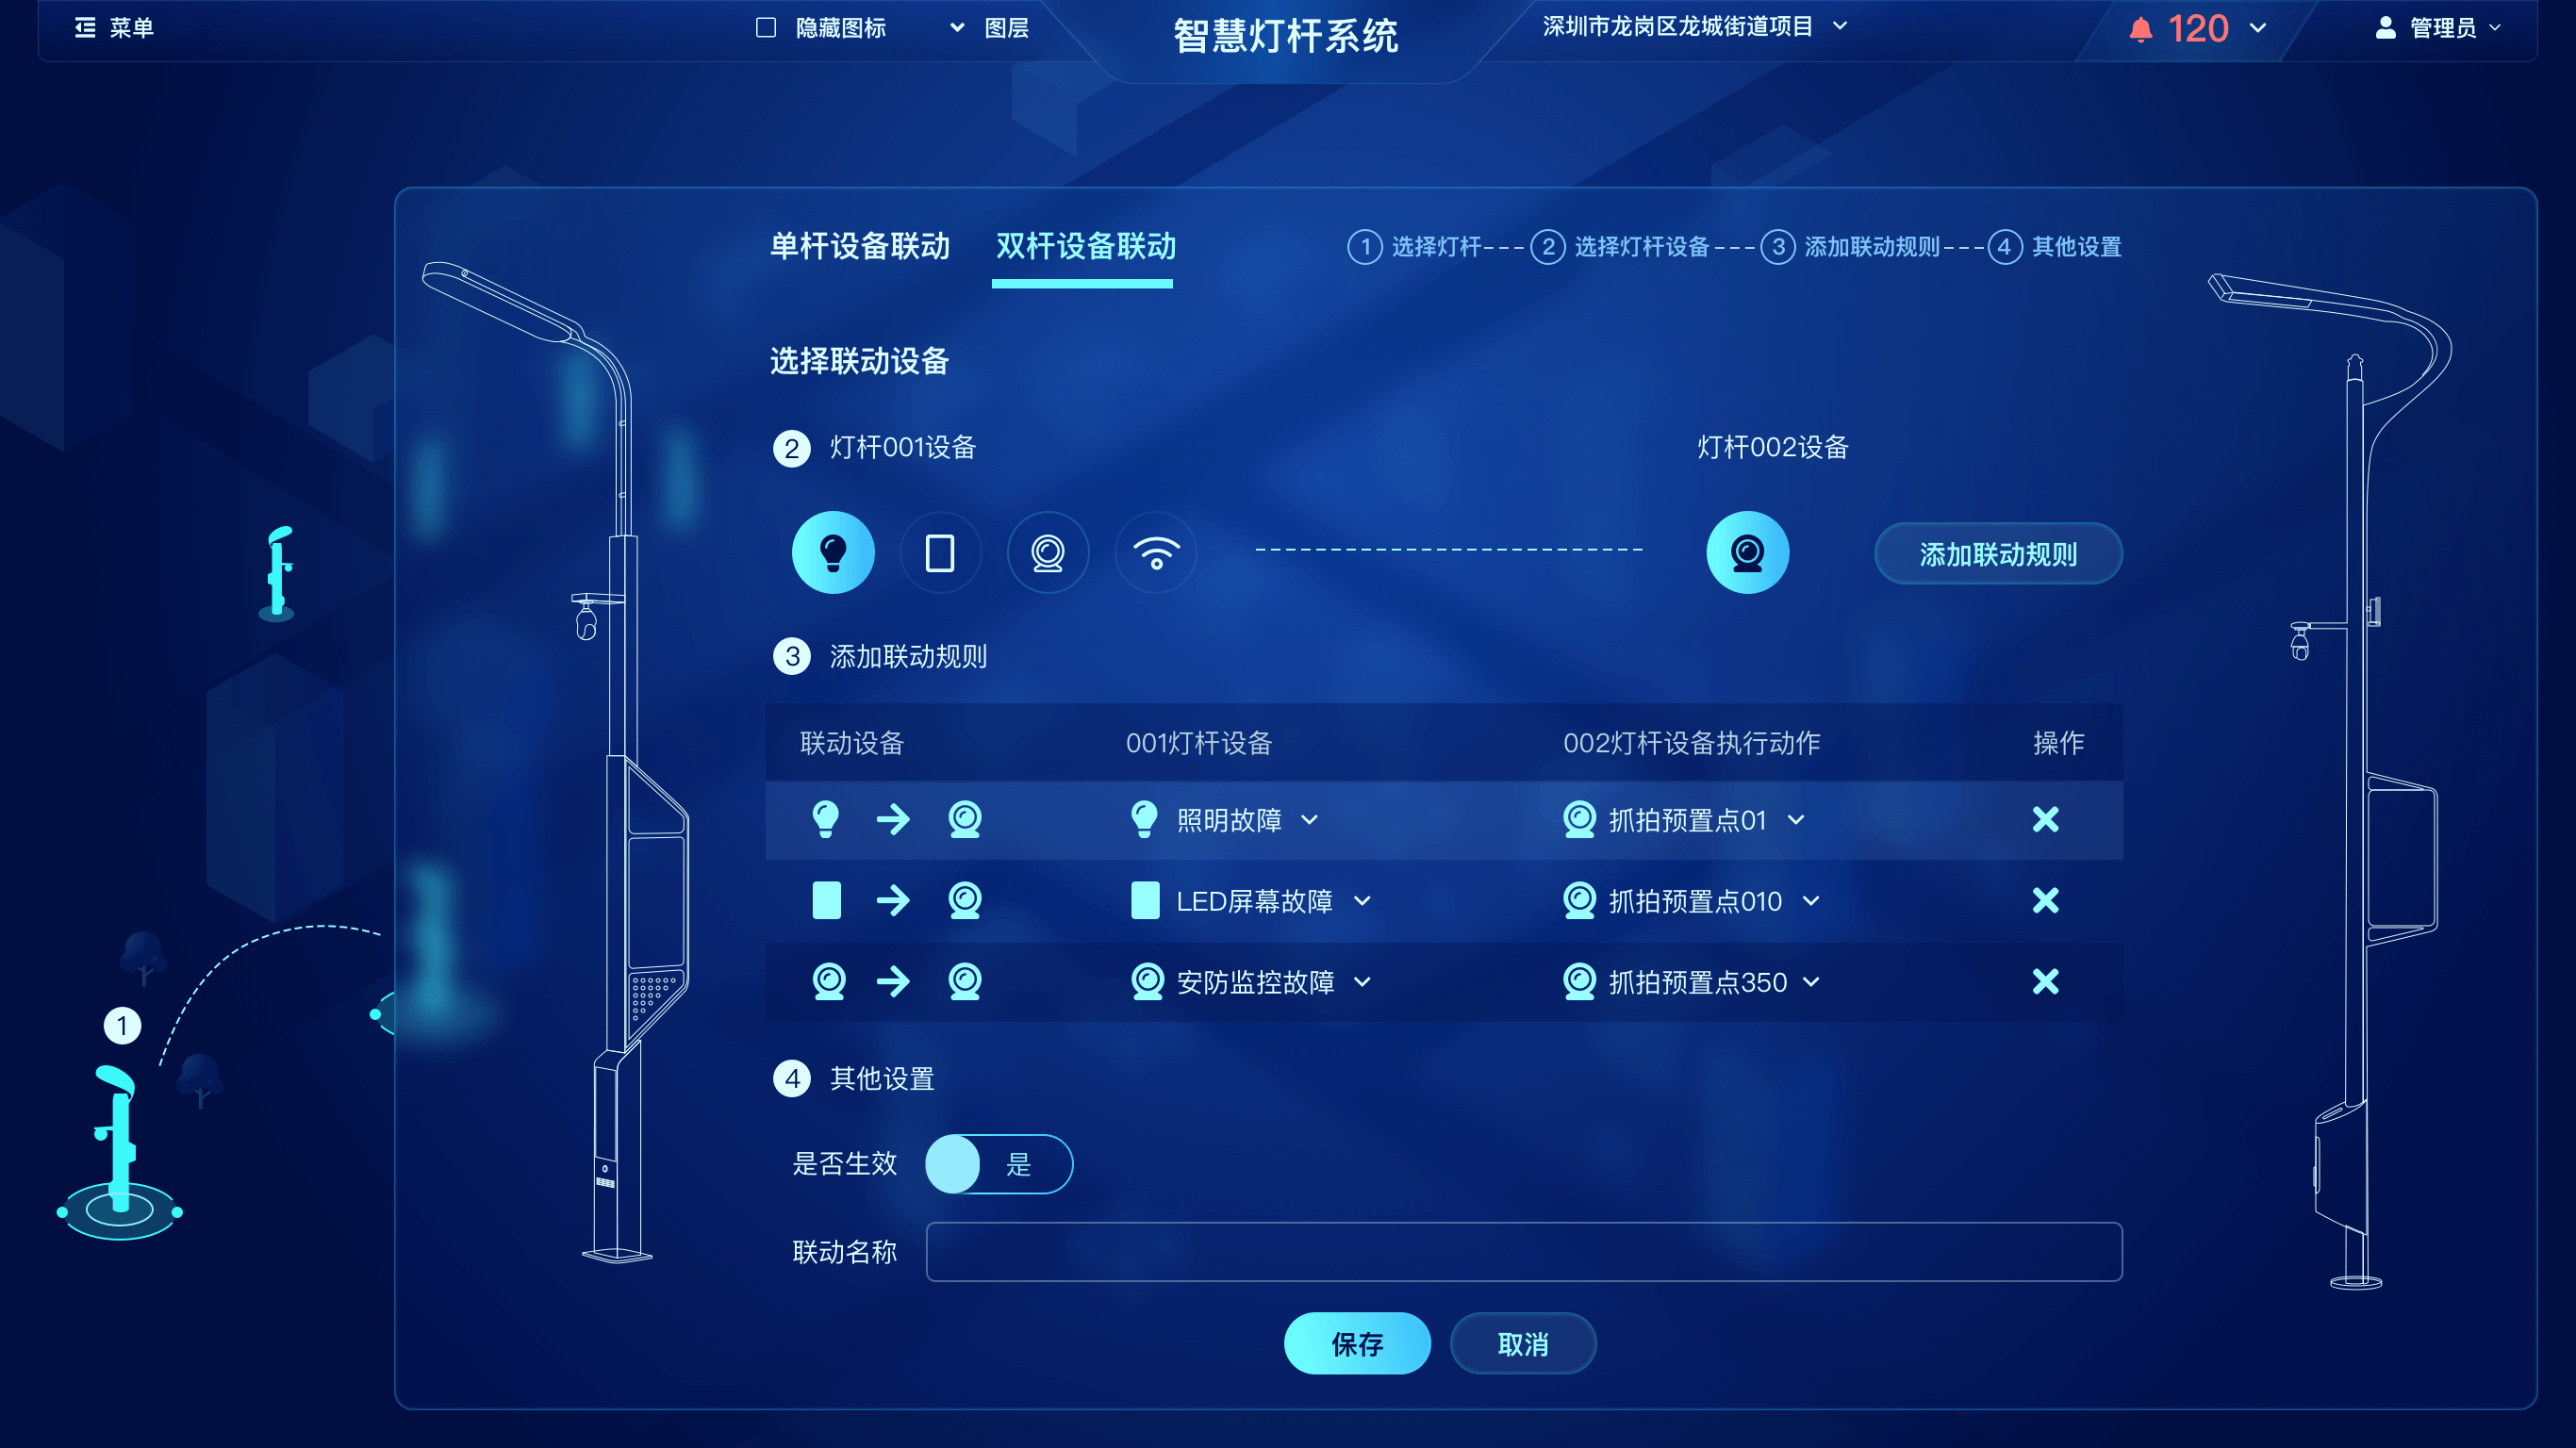 菜单
隐藏图标
图层
智慧灯杆系统
深圳市龙岗区龙城街道项目
120
管理员
单杆设备联动
双杆设备联动
1 选择灯杆---2 选择灯杆设备---3 添加联动规则---4 其他设置
选择联动设备
2 灯杆001设备
灯杆002设备
添加联动规则
3 添加联动规则
联动设备 001灯杆设备 002灯杆设备执行动作 操作
照明故障 抓拍预置点01
LED屏幕故障 抓拍预置点010
安防监控故障 抓拍预置点350
1
4 其他设置
是否生效 是
联动名称
保存 取消